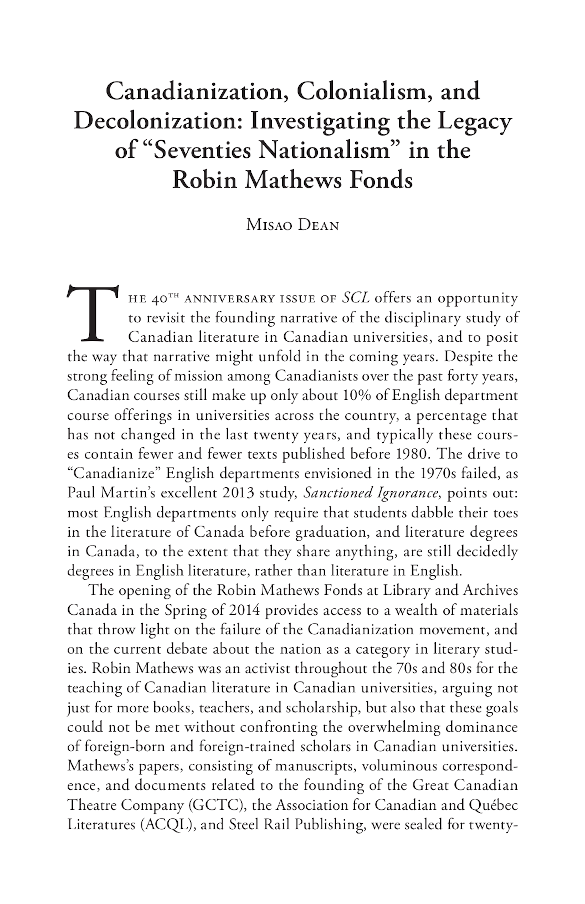 Canadianization, Colonialism, and
Decolonization: Investigating the Legacy
of “Seventies Nationalism” in the
Robin Mathews Fonds
Misao Dean
The 40th anniversary issue of SCL offers an opportunity
to revisit the founding narrative of the disciplinary study of
Canadian literature in Canadian universities, and to posit
the way that narrative might unfold in the coming years. Despite the
strong feeling of mission among Canadianists over the past forty years,
Canadian courses still make up only about 10% of English department
course offerings in universities across the country, a percentage that
has not changed in the last twenty years, and typically these cours-
es contain fewer and fewer texts published before 1980. The drive to
“Canadianize” English departments envisioned in the 1970s failed, as
Paul Martin’s excellent 2013 study, Sanctioned Ignorance, points out:
most English departments only require that students dabble their toes
in the literature of Canada before graduation, and literature degrees
in Canada, to the extent that they share anything, are still decidedly
degrees in English literature, rather than literature in English.
The opening of the Robin Mathews Fonds at Library and Archives
Canada in the Spring of 2014 provides access to a wealth of materials
that throw light on the failure of the Canadianization movement, and
on the current debate about the nation as a category in literary stud-
ies. Robin Mathews was an activist throughout the 70s and 80s for the
teaching of Canadian literature in Canadian universities, arguing not
just for more books, teachers, and scholarship, but also that these goals
could not be met without confronting the overwhelming dominance
of foreign-born and foreign-trained scholars in Canadian universities.
Mathews’s papers, consisting of manuscripts, voluminous correspond-
ence, and documents related to the founding of the Great Canadian
Theatre Company (GCTC), the Association for Canadian and Québec
Literatures (ACQL), and Steel Rail Publishing, were sealed for twenty-